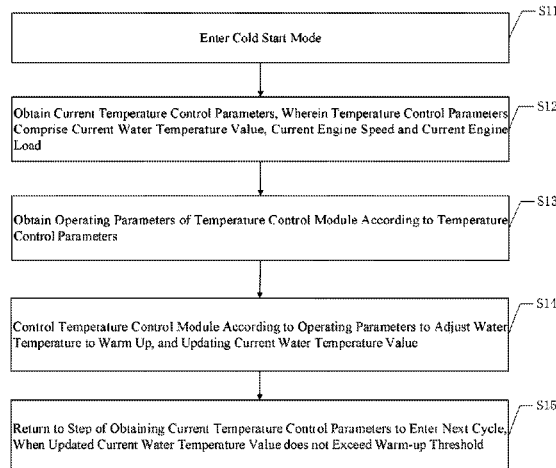 S11
Enter Cold Start Mode
S12
Obtain Current Temperature Control Parameters, Wherein Temperature Control Parameters
Comprise Current Water Temperature Value, Current Engine Speed and Current Engine
Load
S13
Obtain Operating Parameters of Temperature Control Module According to Temperature
Control Parameters
S14
Control Temperature Control Module According to Operating Parameters to Adjust Water
Temperature to Warm Up, and Updating Current Water Temperature Value
S15
Return to Step of Obtaining Current Temperature Control Parameters to Enter Next Cycle,
When Updated Current Water Temperature Value does not Exceed Warm-up Threshold